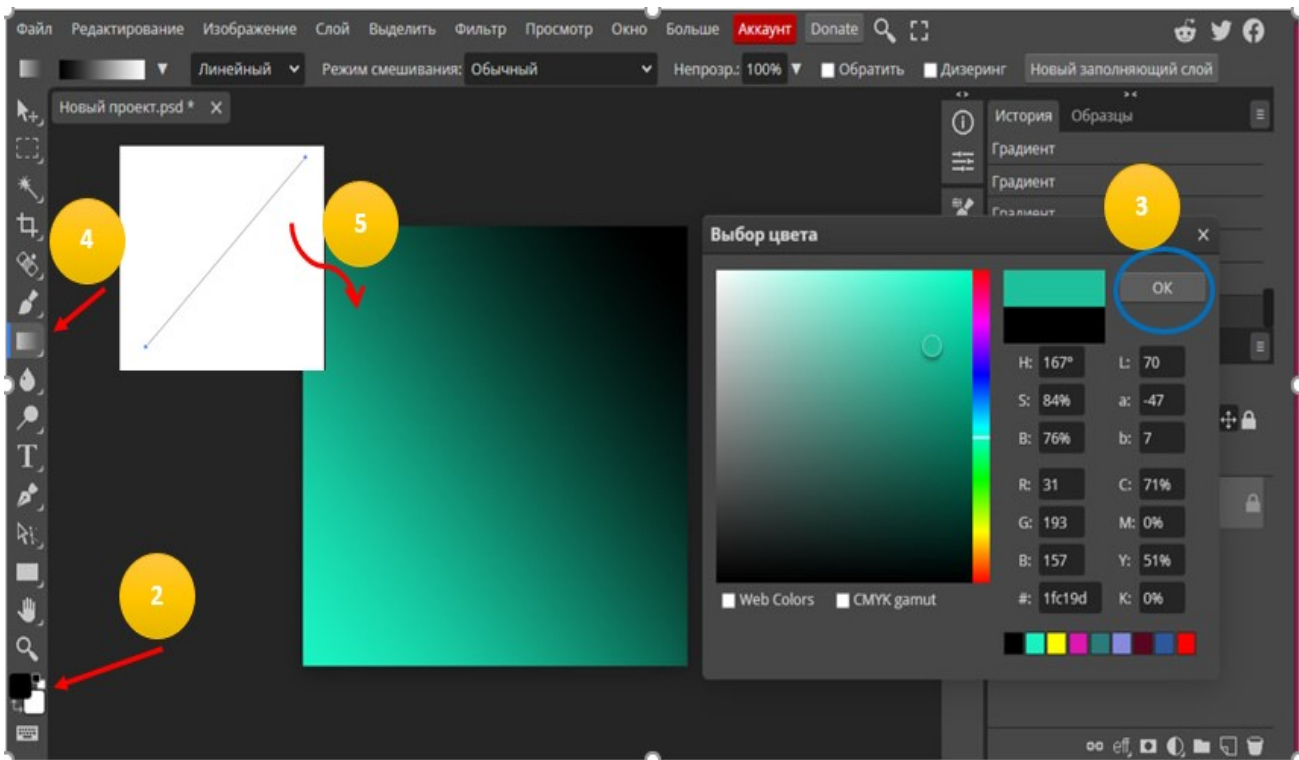 Файл Редактирование Изображение Слой Выделить Фильтр Просмотр Окно Больше Аккаунт Donate
Линейный Режим смешивания: Обычный Непрозр.: 100% Обратить Дизеринг Новый заполняющий слой
Новый проект.psd * X
История Образцы
Градиент
Градиент
Градиент
3
4
5
Выбор цвета
OK
H: 167° L: 70
S: 84% a: -47
B: 76% b: 7
R: 31 C: 71%
G: 193 M: 0%
B: 157 Y: 51%
#: 1fc19d K: 0%
Web Colors CMYK gamut
2
T
eff